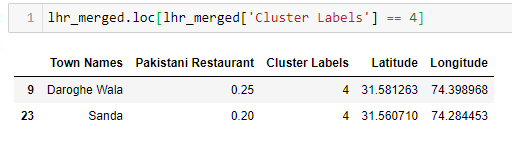 1 lhr_merged.loc[lhr_merged['Cluster Labels'] == 4]
Town Names Pakistani Restaurant Cluster Labels Latitude Longitude
9 Daroghe Wala 0.25 4 31.581263 74.398968
23 Sanda 0.20 4 31.560710 74.284453